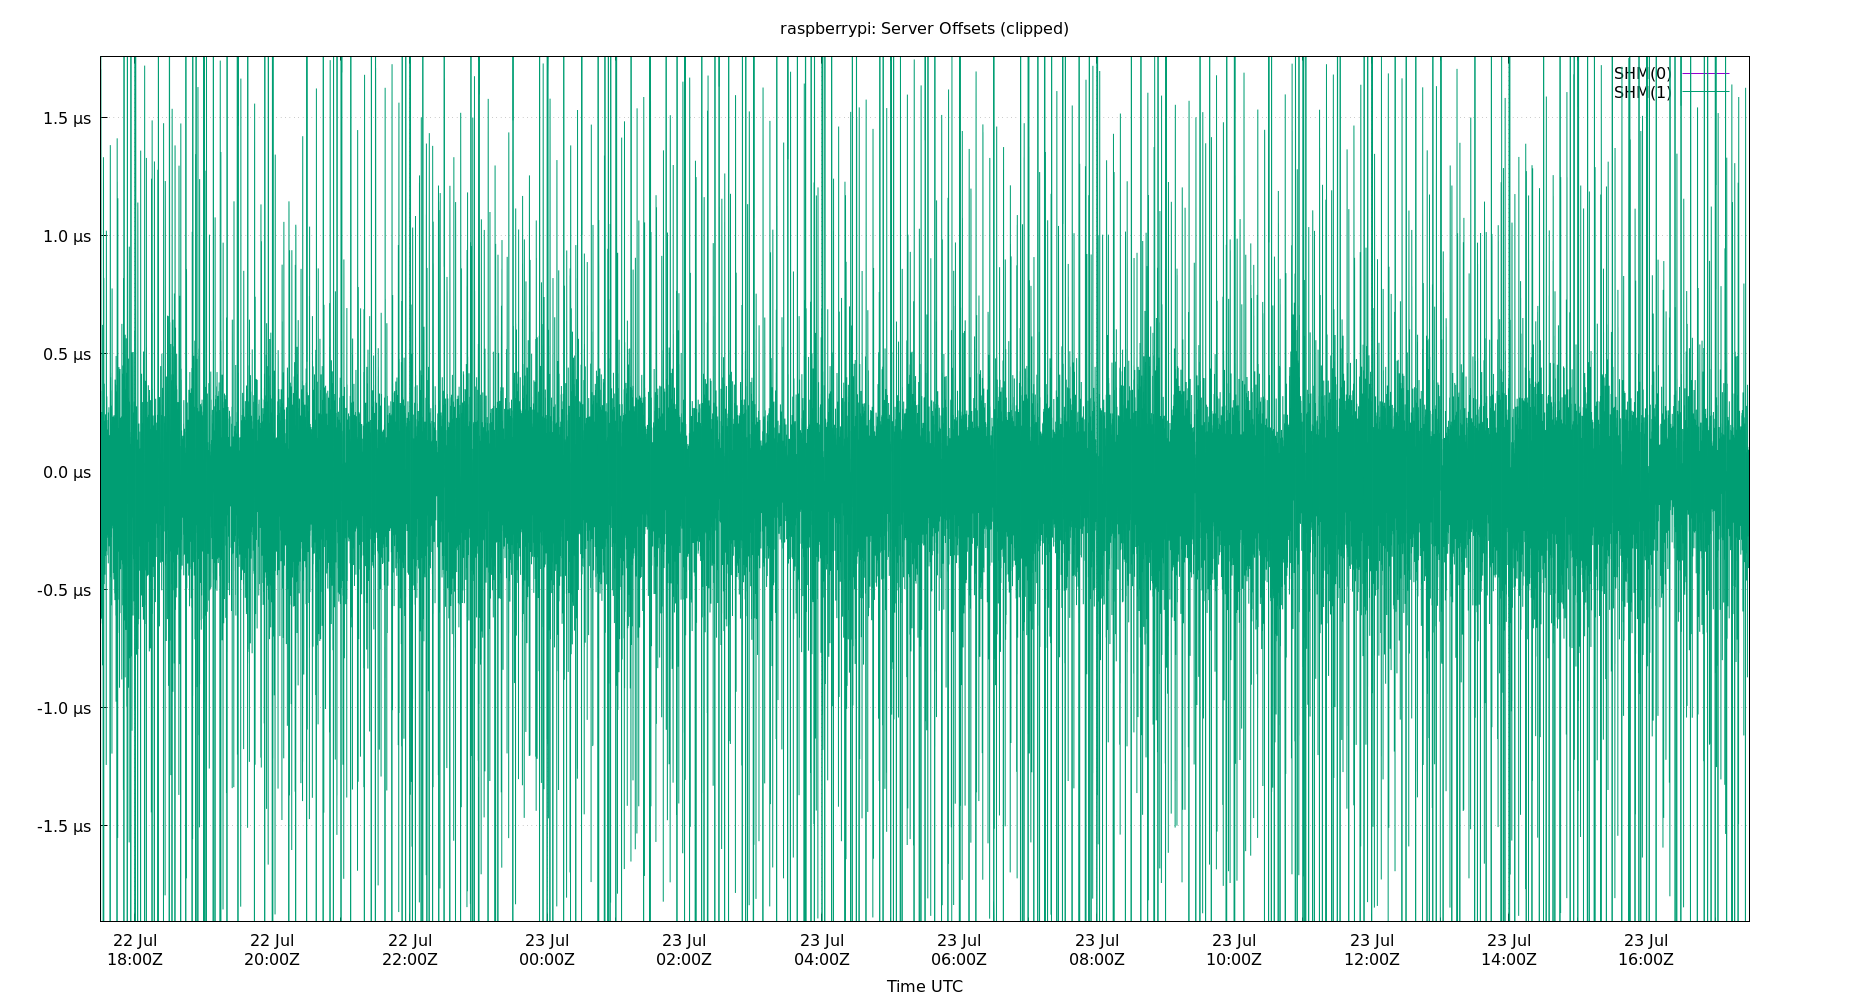 raspberrypi: Server Offsets (clipped)
SHM(0)
SHM(1)
1.5 µs
1.0 µs
0.5 µs
0.0 µs
-0.5 µs
-1.0 µs
-1.5 µs
22 Jul 22 Jul 22 Jul 23 Jul 23 Jul 23 Jul 23 Jul 23 Jul 23 Jul 23 Jul 23 Jul 23 Jul
18:00Z 20:00Z 22:00Z 00:00Z 02:00Z 04:00Z 06:00Z 08:00Z 10:00Z 12:00Z 14:00Z 16:00Z
Time UTC